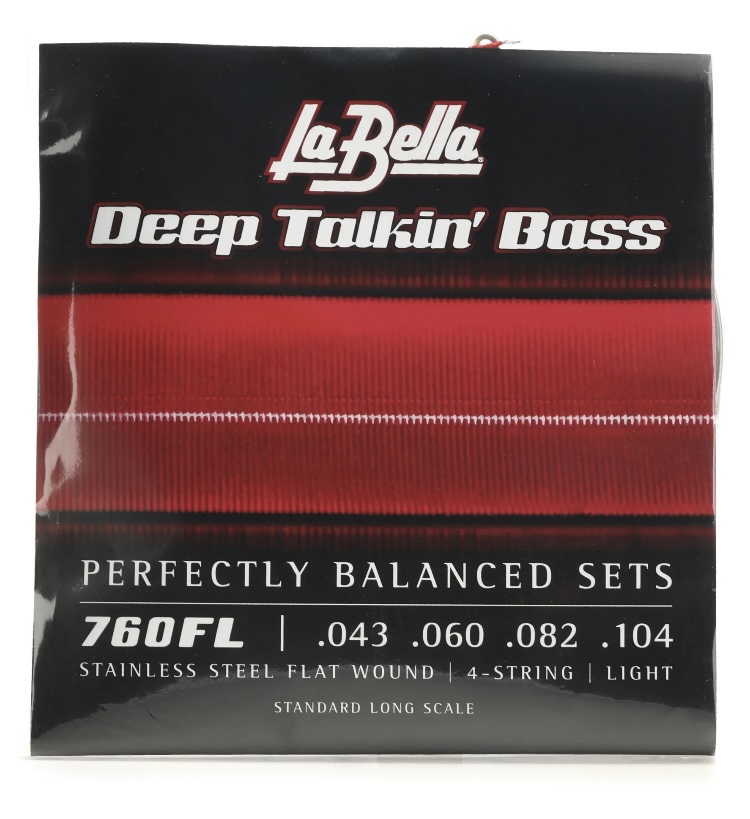 La Bella®
Deep Talkin' Bass
PERFECTLY BALANCED SETS
760FL | .043 .060 .082 .104
STAINLESS STEEL FLAT WOUND | 4-STRING | LIGHT
STANDARD LONG SCALE